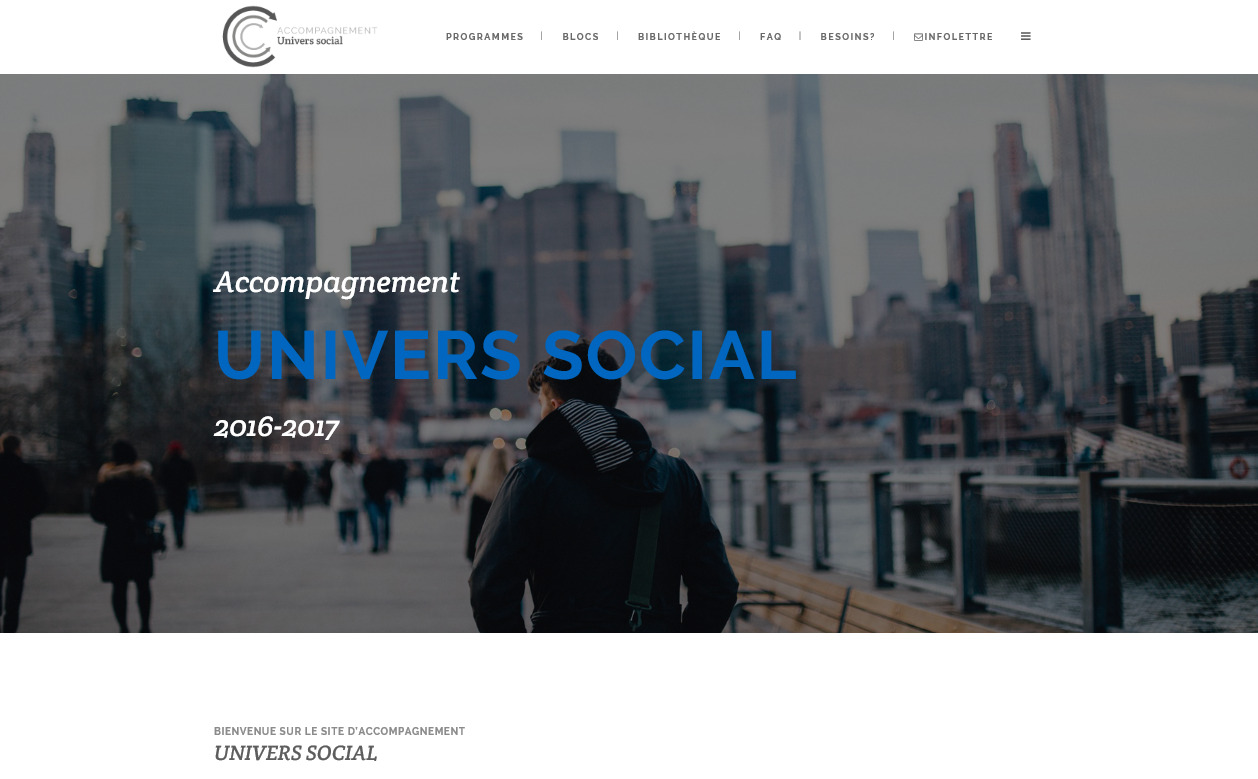 ACCOMPAGNEMENT
Univers social
PROGRAMMES
BLOCS
BIBLIOTHÈQUE
FAQ
BESOINS?
INFOLETTRE
Accompagnement
UNIVERS SOCIAL
2016-2017
BIENVENUE SUR LE SITE D'ACCOMPAGNEMENT
UNIVERS SOCIAL